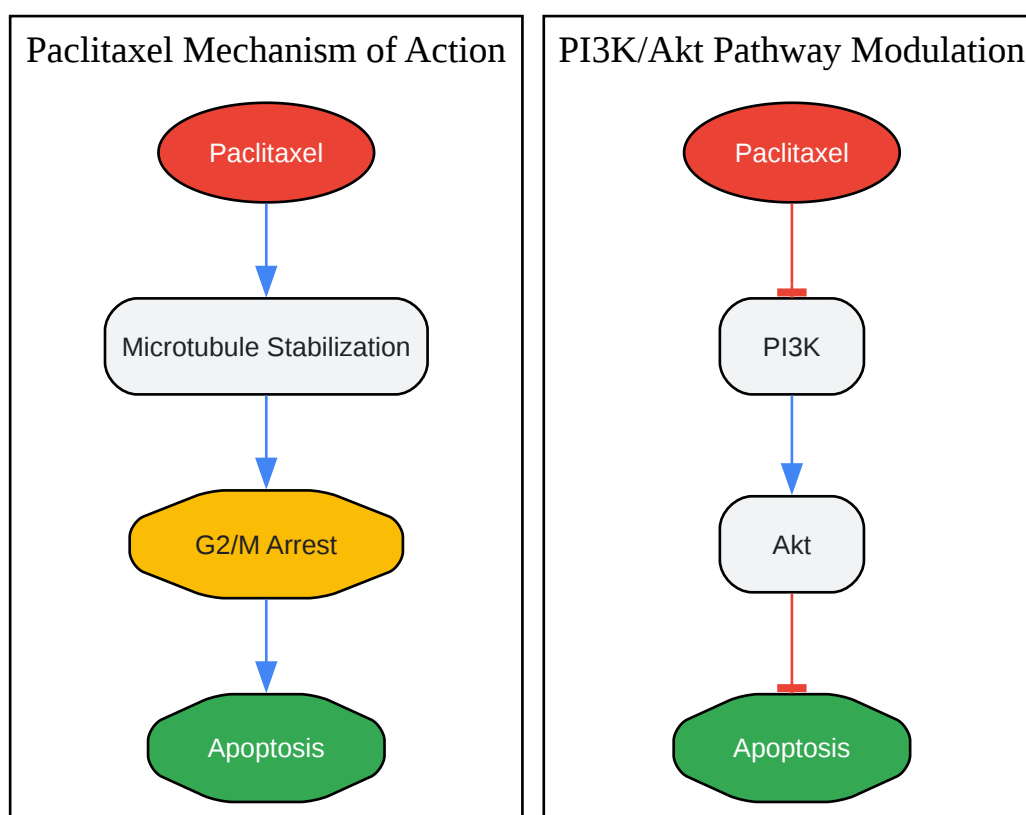 Paclitaxel Mechanism of Action
Paclitaxel
Microtubule Stabilization
G2/M Arrest
Apoptosis
PI3K/Akt Pathway Modulation
Paclitaxel
PI3K
Akt
Apoptosis